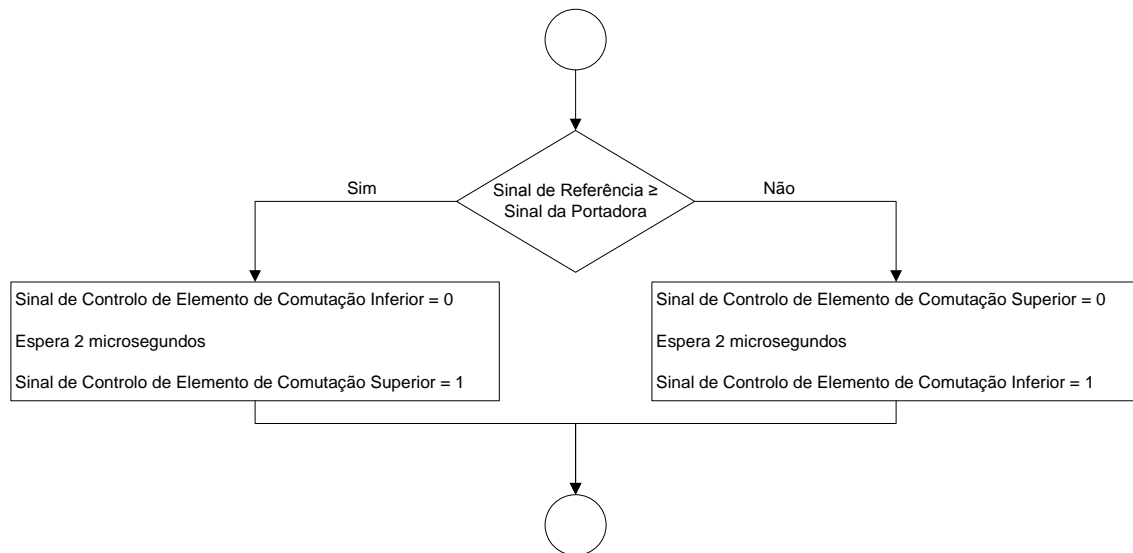 Sinal de Referência ≥
Sinal da Portadora
Sim
Não
Sinal de Controlo de Elemento de Comutação Inferior = 0
Espera 2 microsegundos
Sinal de Controlo de Elemento de Comutação Superior = 1
Sinal de Controlo de Elemento de Comutação Superior = 0
Espera 2 microsegundos
Sinal de Controlo de Elemento de Comutação Inferior = 1